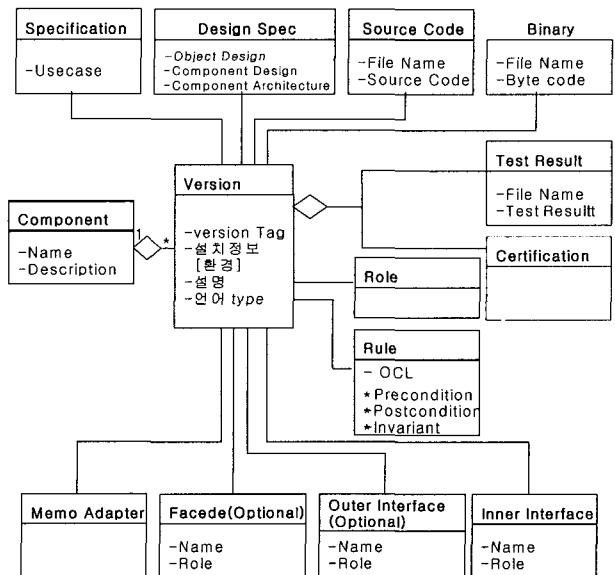 Specification
-Usecase
Design Spec
-Object Design
-Component Design
-Component Architecture
Source Code
-File Name
-Source Code
Binary
-File Name
-Byte code
Version
-version Tag
-설치정보
[환경]
-설명
-언어 type
Component
-Name
-Description
1
*
Test Result
-File Name
-Test Resultt
Certification
Role
Rule
- OCL
*Precondition
*Postcondition
*Invariant
Memo Adapter
Facede(Optional)
-Name
-Role
Outer Interface
(Optional)
-Name
-Role
Inner Interface
-Name
-Role